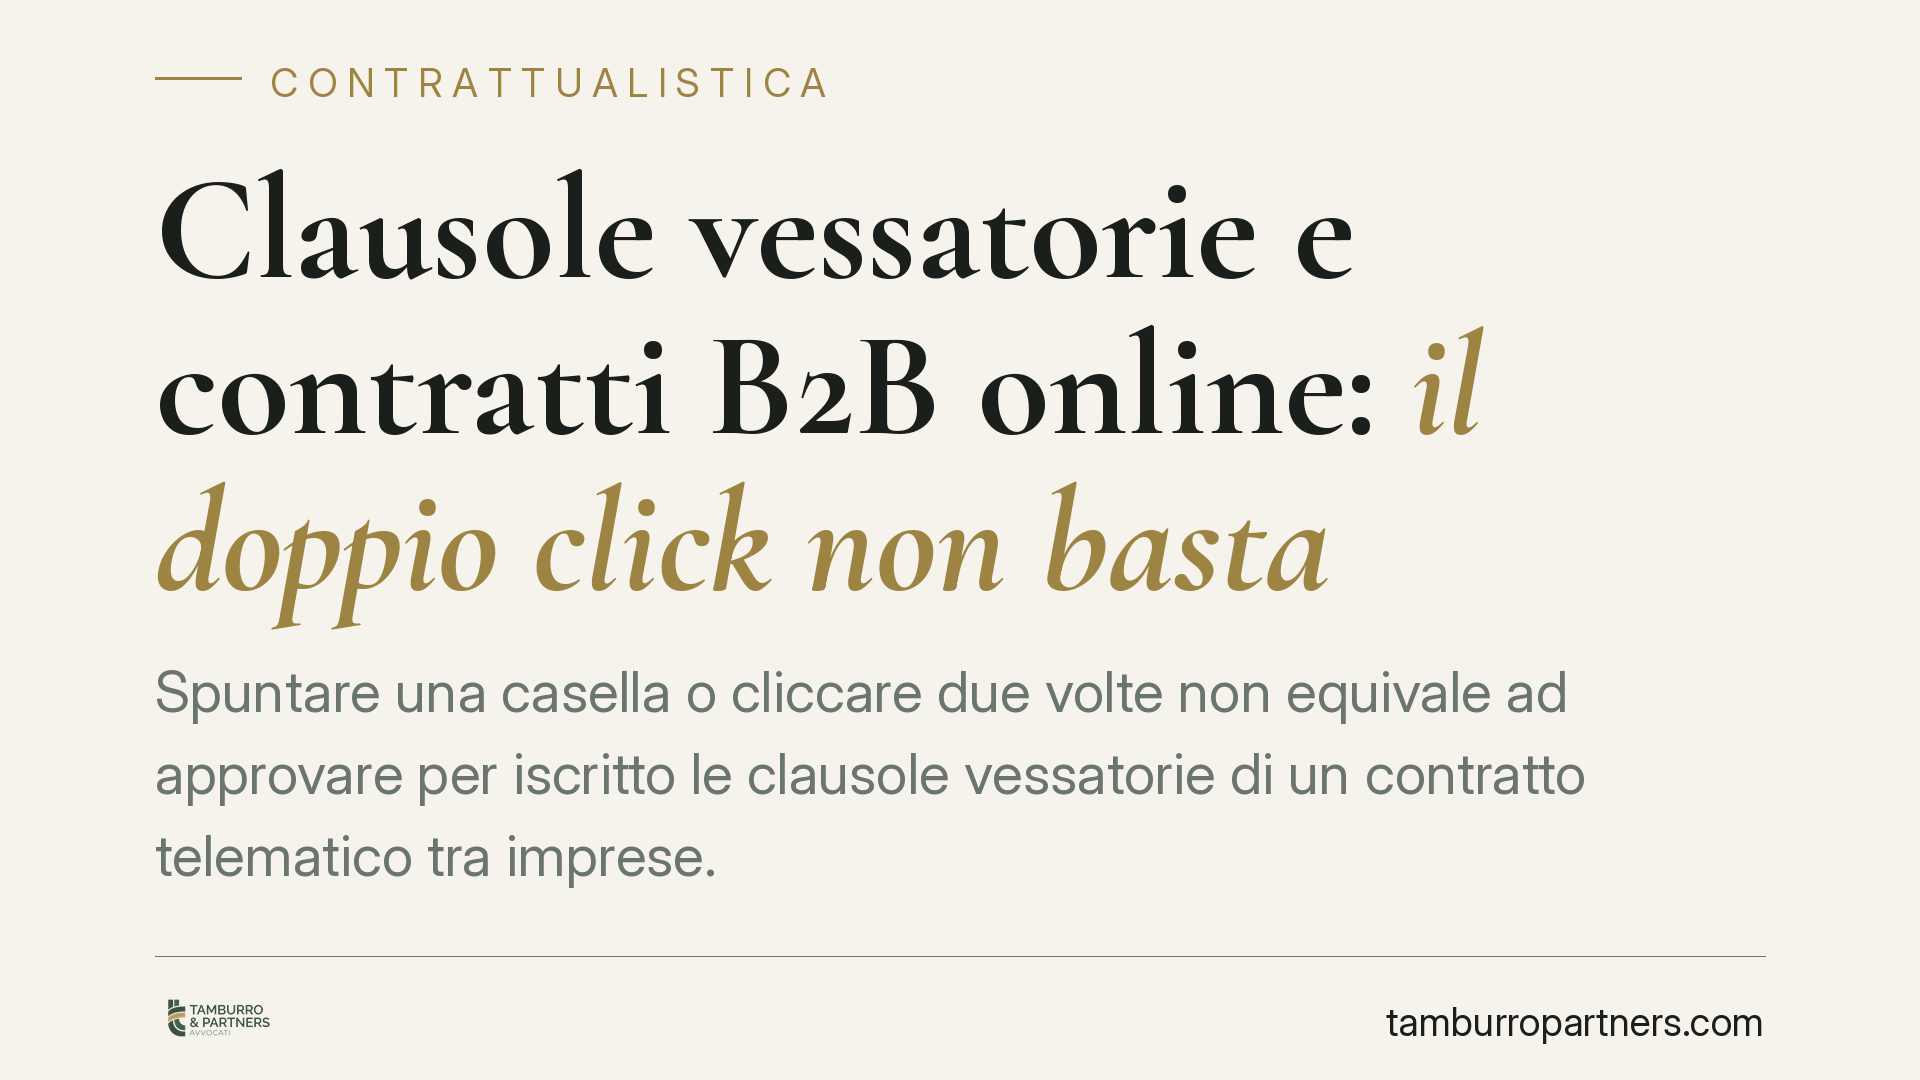 CONTRATTUALISTICA
Clausole vessatorie e
contratti B2B online: il
doppio click non basta
Spuntare una casella o cliccare due volte non equivale ad
approvare per iscritto le clausole vessatorie di un contratto
telematico tra imprese.
TAMBURRO
& PARTNERS
AVVOCATI
tamburropartners.com